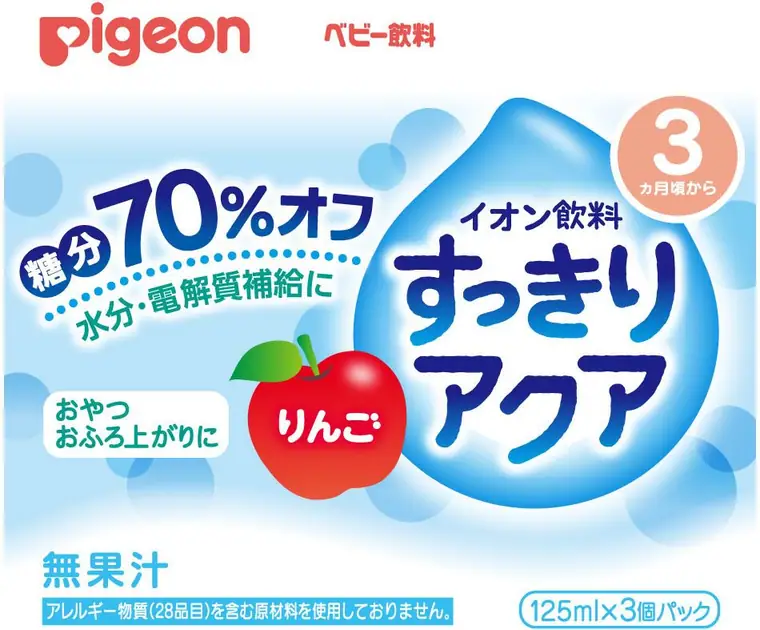 pigeon
ベビー飲料
3
ヵ月頃から
糖分70%オフ
水分・電解質補給に
イオン飲料
すっきり
アクア
りんご
おやつ
おふろ上がりに
無果汁
アレルギー物質(28品目)を含む原材料を使用しておりません。
125ml×3個パック